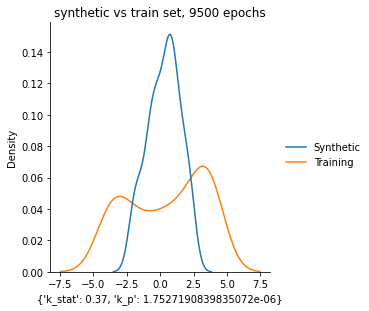 synthetic vs train set, 9500 epochs
0.14
0.12
0.10
0.08
0.06
0.04
0.02
0.00
Density
−7.5 −5.0 −2.5 0.0 2.5 5.0 7.5
{'k_stat': 0.37, 'k_p': 1.7527190839835072e-06}
Synthetic
Training